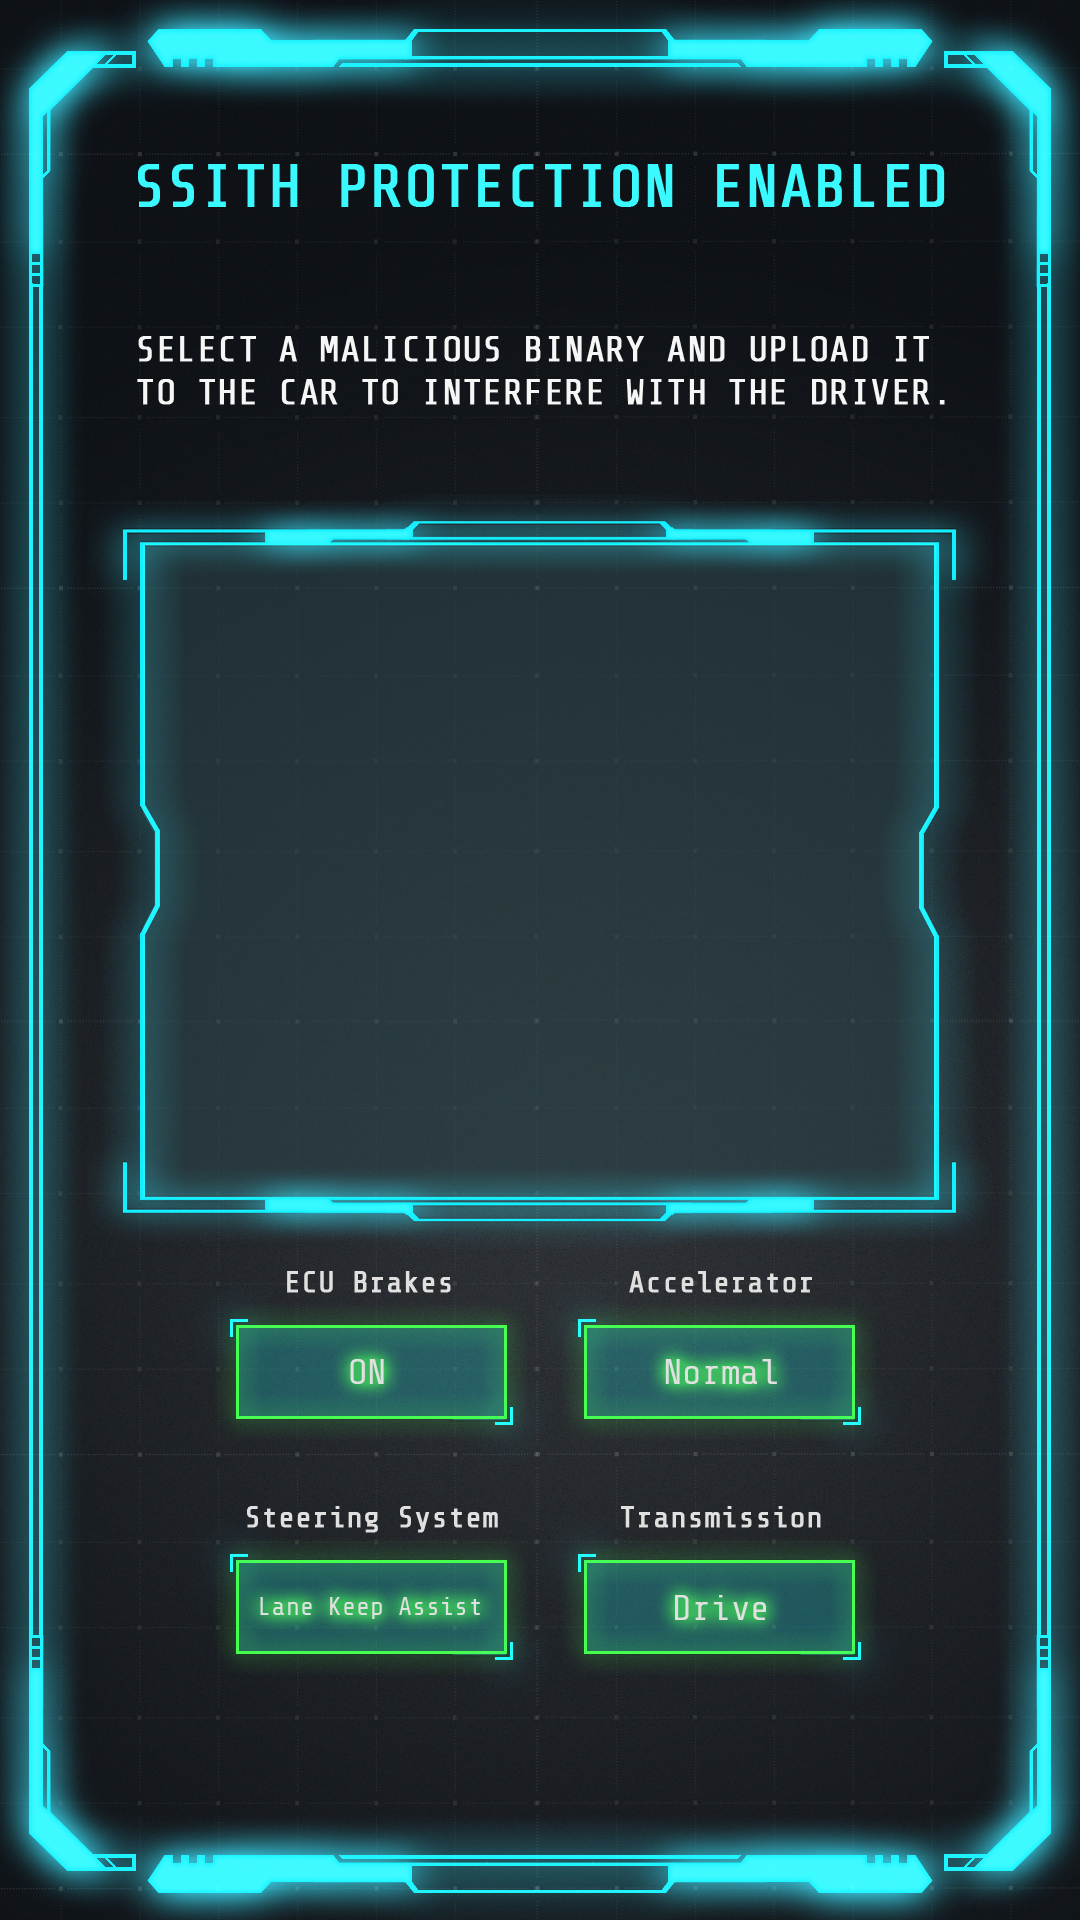 SSITH PROTECTION ENABLED
SELECT A MALICIOUS BINARY AND UPLOAD IT
TO THE CAR TO INTERFERE WITH THE DRIVER.
ECU Brakes
Accelerator
ON
Normal
Steering System
Transmission
Lane Keep Assist
Drive